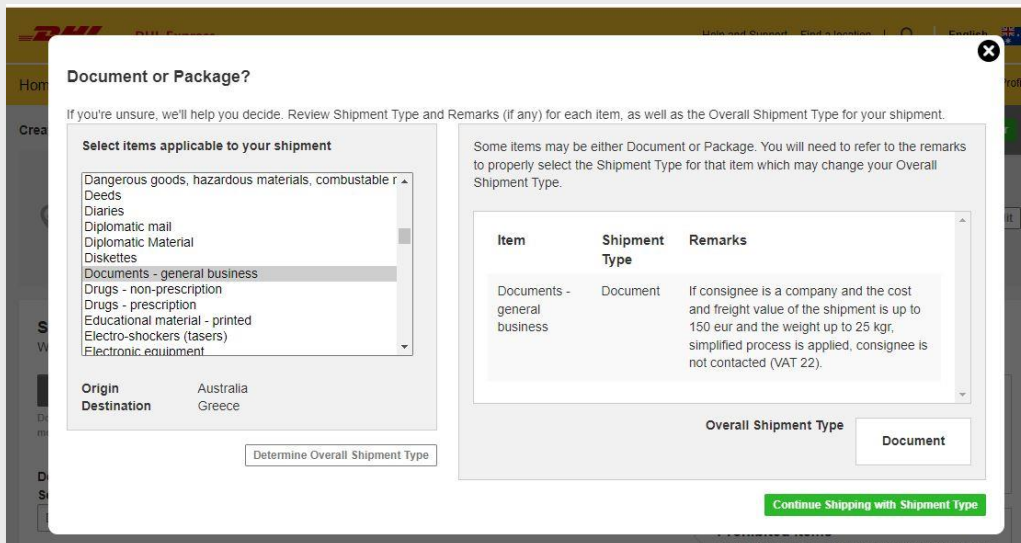 DHL Express
Help and Support Find a location English
Hom
Crea
Document or Package?
If you're unsure, we'll help you decide. Review Shipment Type and Remarks (if any) for each item, as well as the Overall Shipment Type for your shipment.
Select items applicable to your shipment
Dangerous goods, hazardous materials, combustable r
Deeds
Diaries
Diplomatic mail
Diplomatic Material
Diskettes
Documents - general business
Drugs - non-prescription
Drugs - prescription
Educational material - printed
Electro-shockers (tasers)
Electronic equipment
Origin Australia
Destination Greece
Determine Overall Shipment Type
Some items may be either Document or Package. You will need to refer to the remarks
to properly select the Shipment Type for that item which may change your Overall
Shipment Type.
Item Shipment Remarks
Type
Documents - Document If consignee is a company and the cost
general and freight value of the shipment is up to
business 150 eur and the weight up to 25 kgr,
simplified process is applied, consignee is
not contacted (VAT 22).
Overall Shipment Type
Document
Continue Shipping with Shipment Type
Prohibited Items